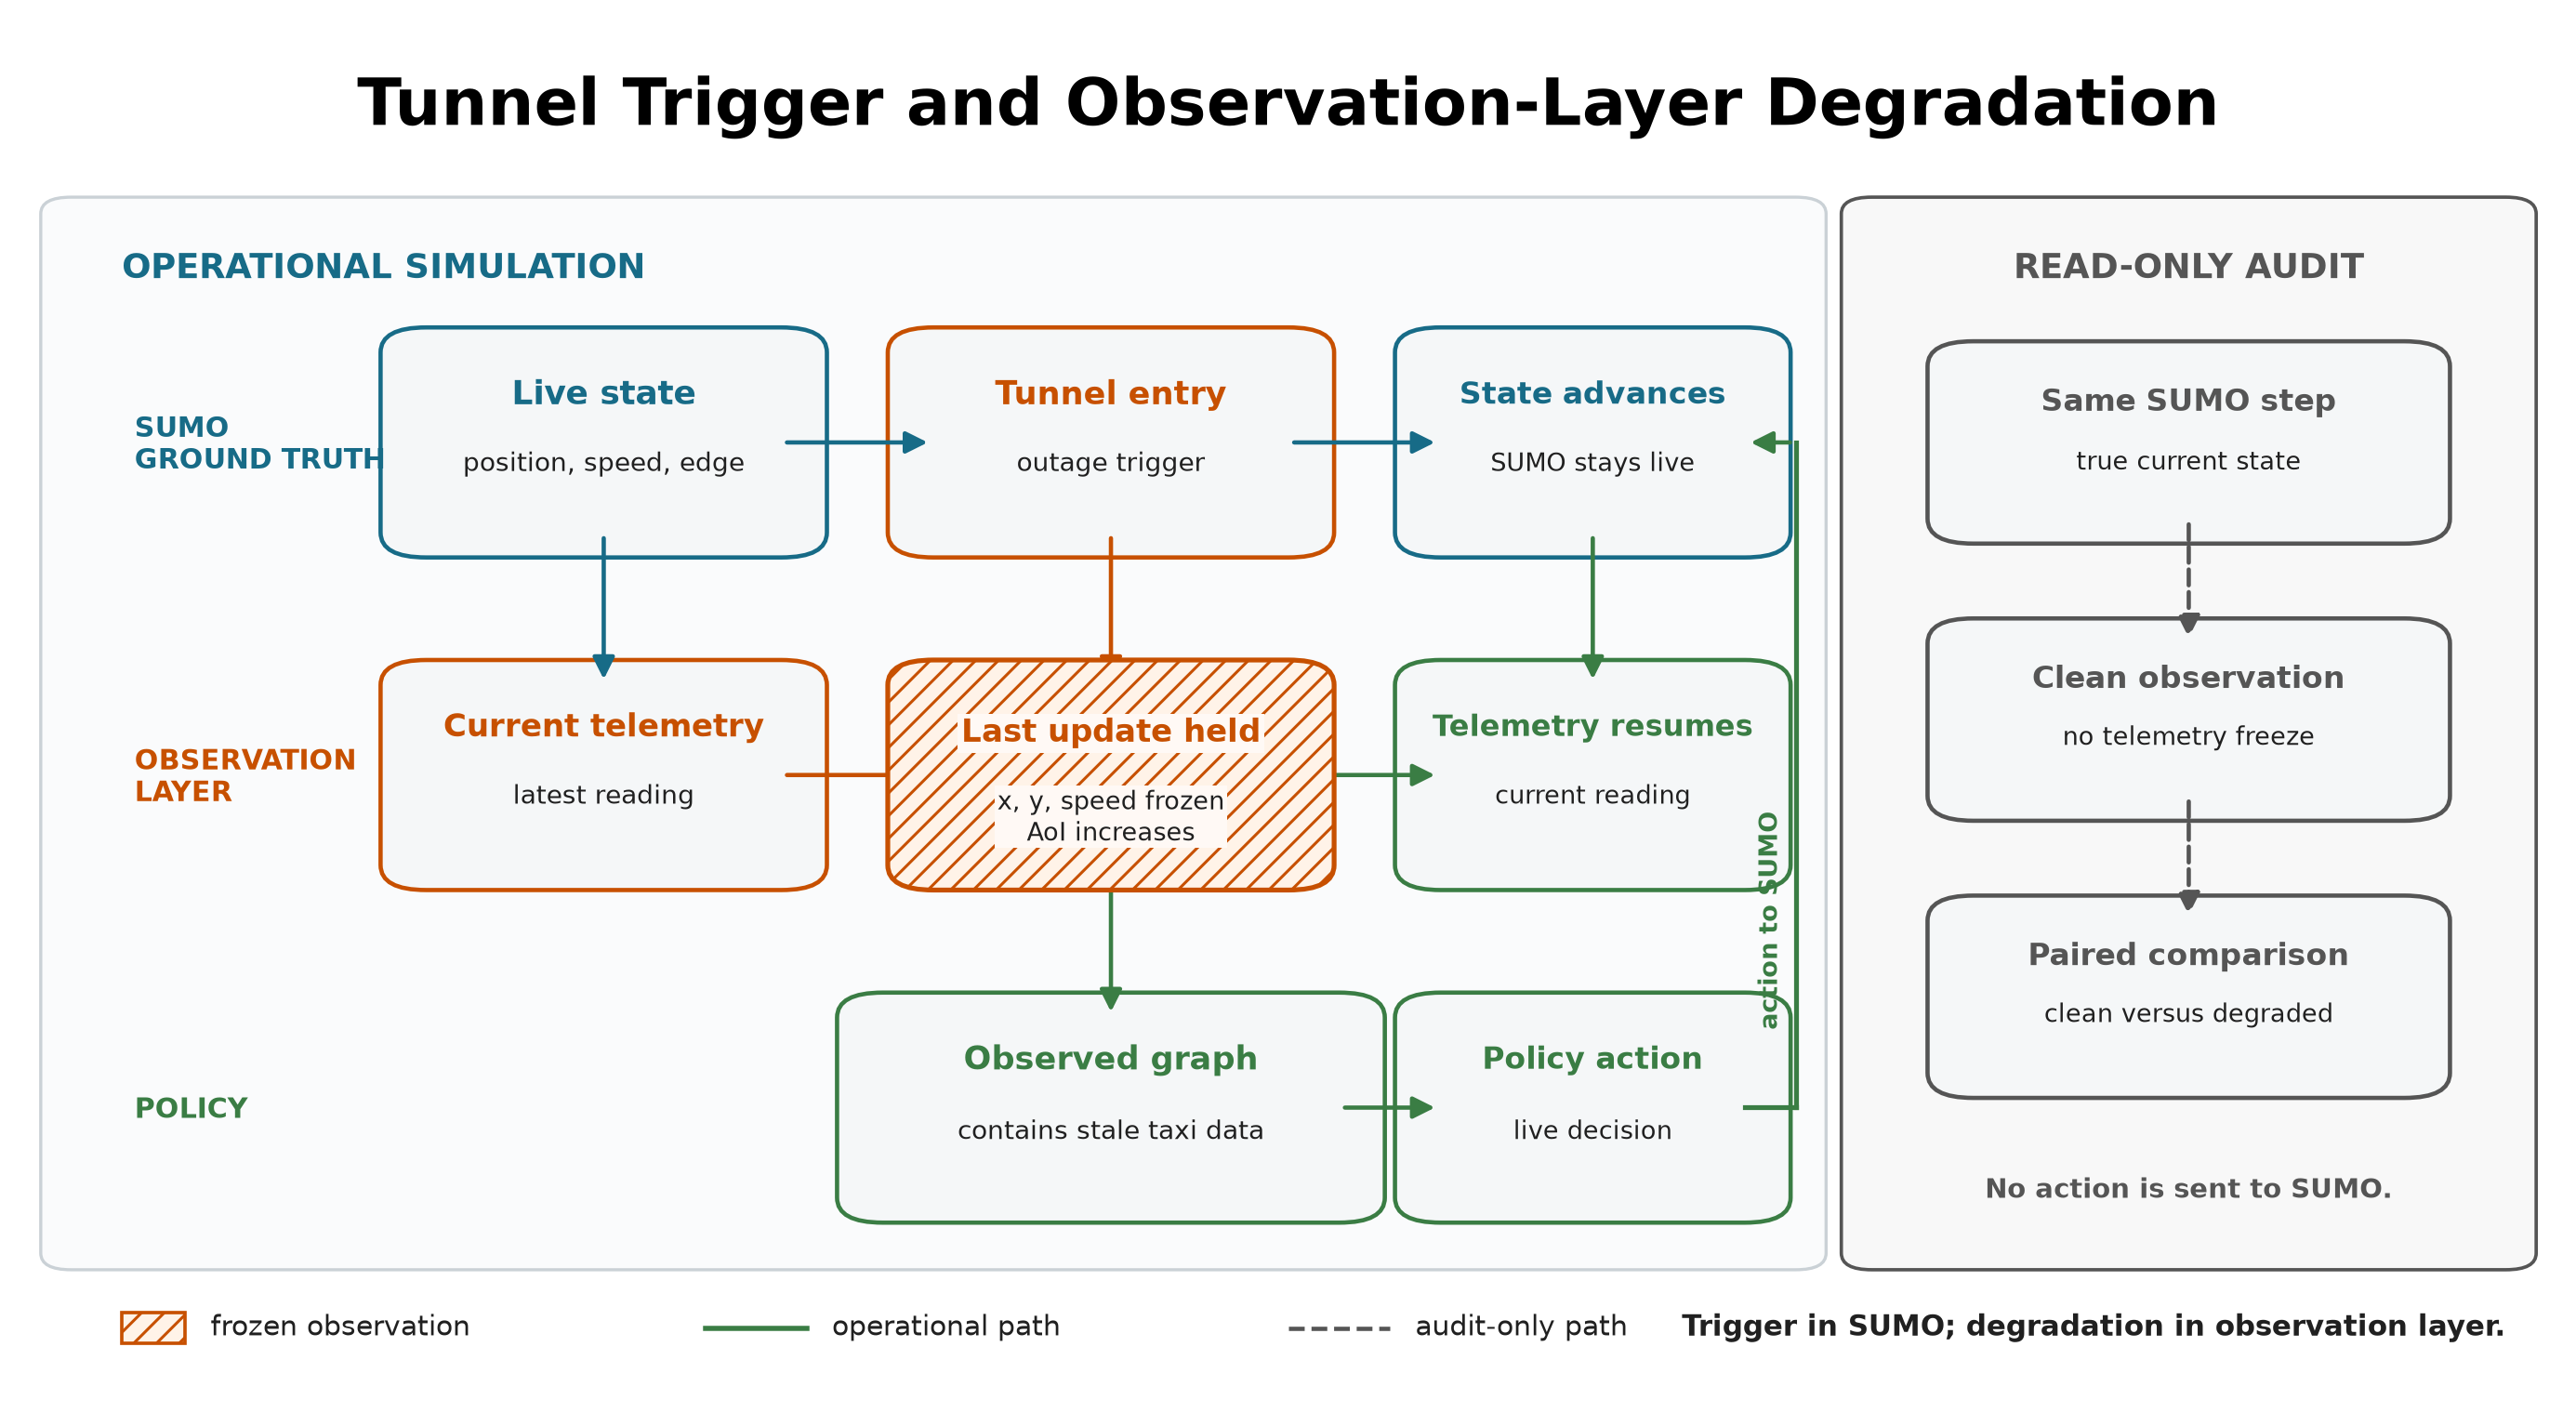 Tunnel Trigger and Observation-Layer Degradation
OPERATIONAL SIMULATION
SUMO
GROUND TRUTH
Live state
position, speed, edge
Tunnel entry
outage trigger
State advances
SUMO stays live
OBSERVATION
LAYER
Current telemetry
latest reading
Last update held
x, y, speed frozen
AoI increases
Telemetry resumes
current reading
action to SUMO
POLICY
Observed graph
contains stale taxi data
Policy action
live decision
READ-ONLY AUDIT
Same SUMO step
true current state
Clean observation
no telemetry freeze
Paired comparison
clean versus degraded
No action is sent to SUMO.
frozen observation
operational path
audit-only path
Trigger in SUMO; degradation in observation layer.